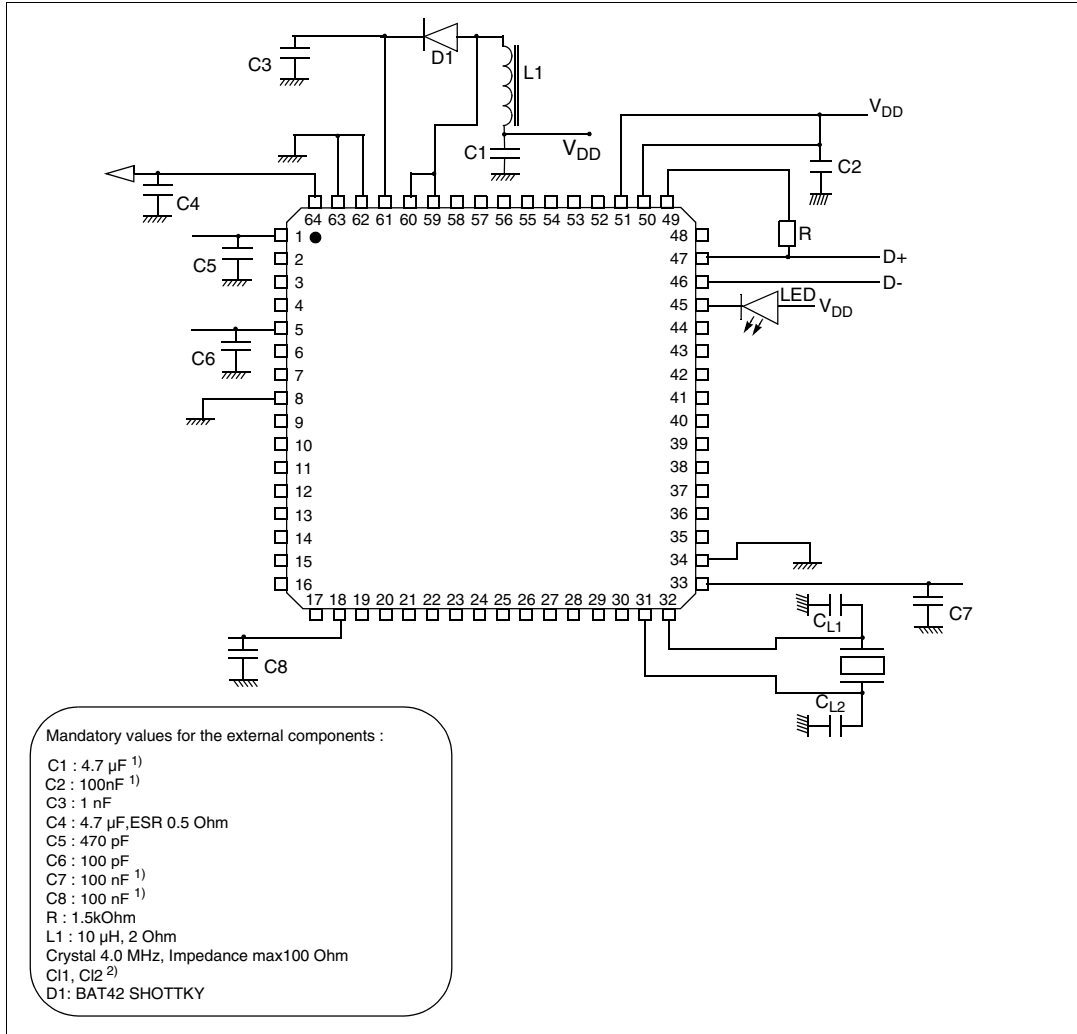 C3
D1
L1
C1
VDD
VDD
C2
C4
64 63 62 61 60 59 58 57 56 55 54 53 52 51 50 49
R
D+
D-
LED
VDD
C5
C6
1
2
3
4
5
6
7
8
9
10
11
12
13
14
15
16
48
47
46
45
44
43
42
41
40
39
38
37
36
35
34
33
17 18 19 20 21 22 23 24 25 26 27 28 29 30 31 32
C8
CL1
C7
CL2
Mandatory values for the external components :
C1 : 4.7 µF 1)
C2 : 100nF 1)
C3 : 1 nF
C4 : 4.7 µF,ESR 0.5 Ohm
C5 : 470 pF
C6 : 100 pF
C7 : 100 nF 1)
C8 : 100 nF 1)
R : 1.5kOhm
L1 : 10 µH, 2 Ohm
Crystal 4.0 MHz, Impedance max100 Ohm
Cl1, Cl2 2)
D1: BAT42 SHOTTKY